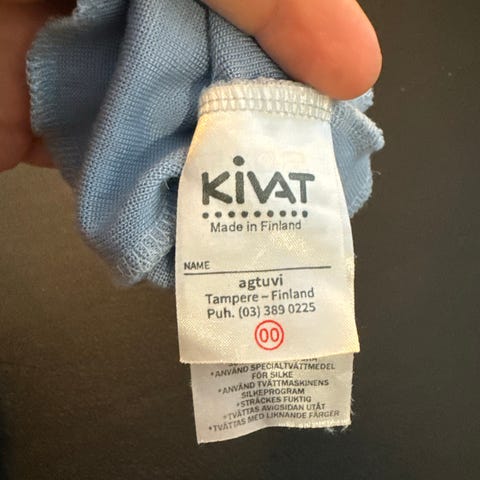 KiVAT
Made in Finland
NAME
agtuvi
Tampere – Finland
Puh. (03) 389 0225
00
*ANVÄND SPECIALTVÄTTMEDEL
FÖR SILKE
*ANVÄND TVÄTTMASKINENS
SILKEPROGRAM
*STRÄCKES FUKTIG
*TVÄTTAS AVIGSIDAN UTÅT
*TVÄTTAS MED LIKNANDE FÄRGER